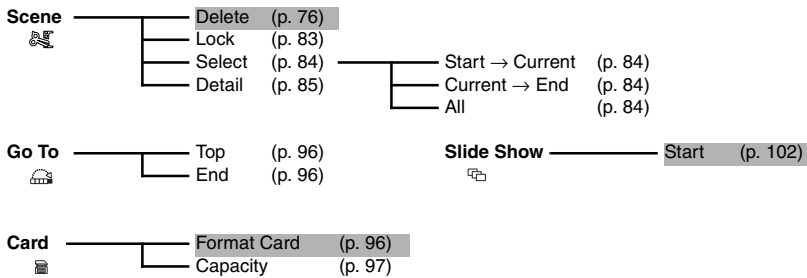 Scene Delete (p. 76)
Lock (p. 83)
Select (p. 84) Start → Current (p. 84)
Detail (p. 85) Current → End (p. 84)
All (p. 84)
Go To Top (p. 96) Slide Show Start (p. 102)
End (p. 96)
Card Format Card (p. 96)
Capacity (p. 97)